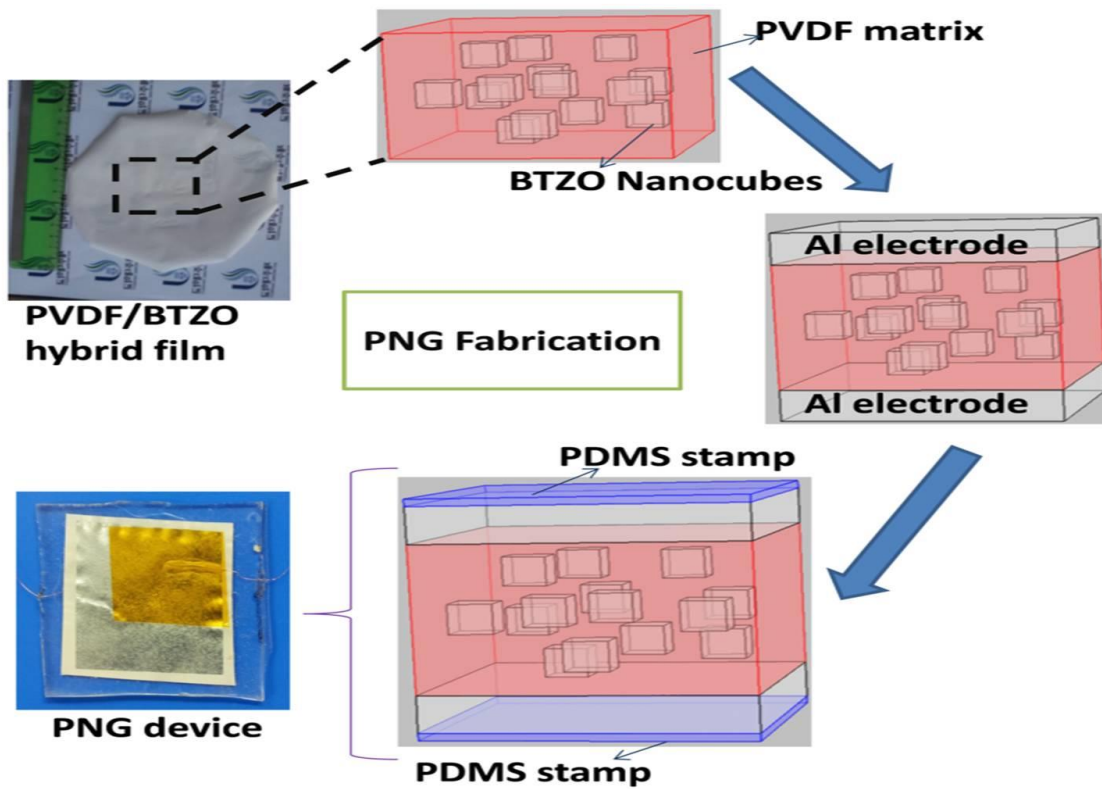 PVDF matrix
BTZO Nanocubes
PVDF/BTZO
hybrid film
Al electrode
PNG Fabrication
Al electrode
PDMS stamp
PNG device
PDMS stamp